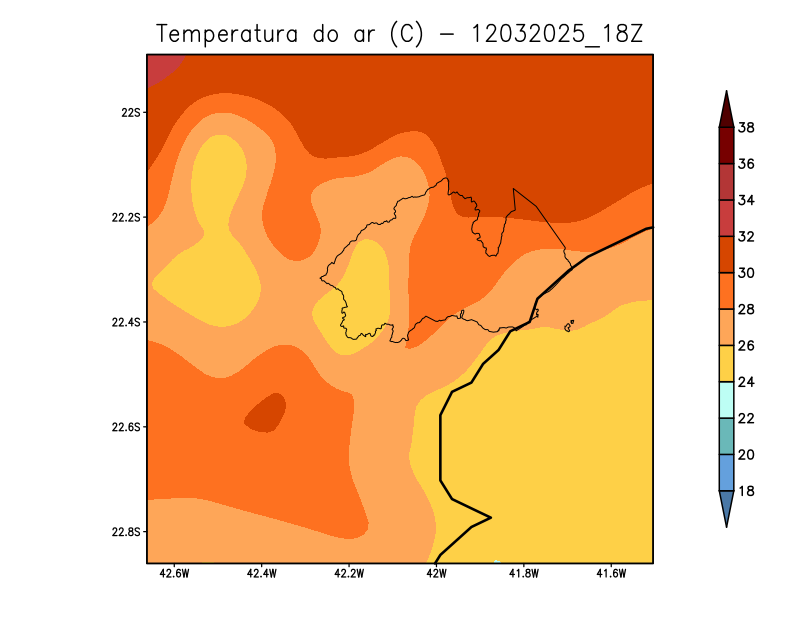 Temperatura do ar (C) - 12032025_18Z
22S
22.2S
22.4S
22.6S
22.8S
42.6W
42.4W
42.2W
42W
41.8W
41.6W
38
36
34
32
30
28
26
24
22
20
18